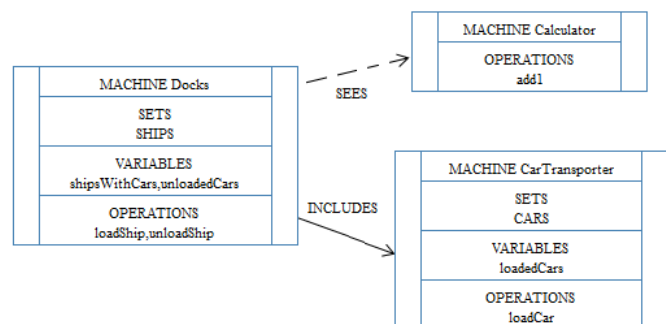 MACHINE Docks
SETS
SHIPS
VARIABLES
shipsWithCars,unloadedCars
OPERATIONS
loadShip,unloadShip
SEES
INCLUDES
MACHINE Calculator
OPERATIONS
add1
MACHINE CarTransporter
SETS
CARS
VARIABLES
loadedCars
OPERATIONS
loadCar